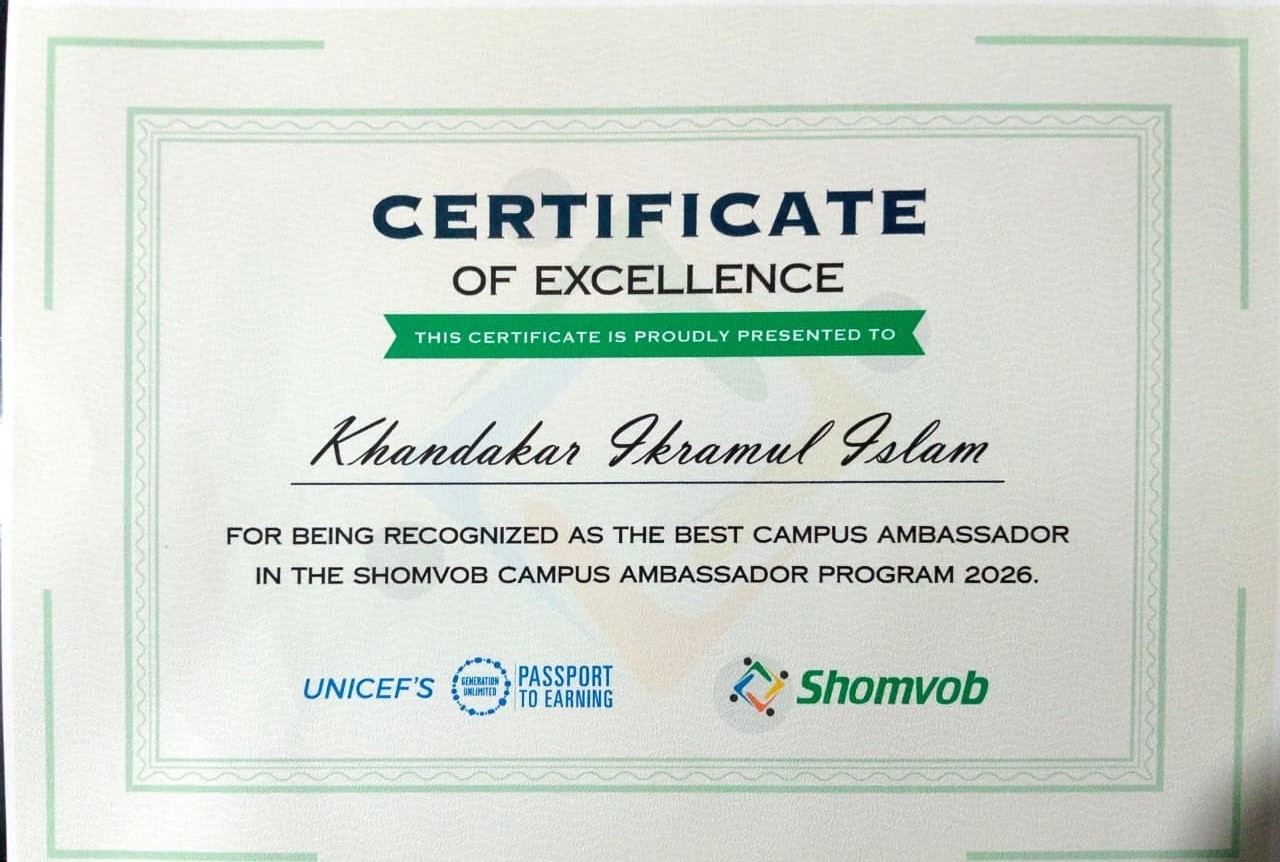 CERTIFICATE
OF EXCELLENCE
THIS CERTIFICATE IS PROUDLY PRESENTED TO
Khandakar Ikramul Islam
FOR BEING RECOGNIZED AS THE BEST CAMPUS AMBASSADOR
IN THE SHOMVOB CAMPUS AMBASSADOR PROGRAM 2026.
UNICEF'S
GENERATION
UNLIMITED
PASSPORT
TO EARNING
Shomvob